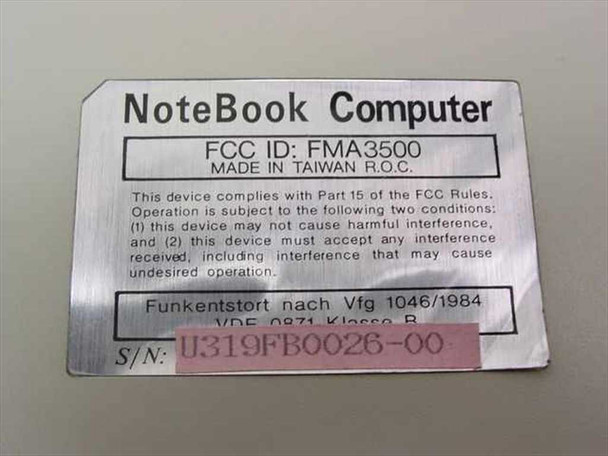 NoteBook Computer
FCC ID: FMA3500
MADE IN TAIWAN R.O.C.
This device complies with Part 15 of the FCC Rules.
Operation is subject to the following two conditions:
(1) this device may not cause harmful interference,
and (2) this device must accept any interference
received, including interference that may cause
undesired operation.
Funkentstort nach Vfg 1046/1984
VDE 0871 Klasse B
S/N: U319FB0026-00